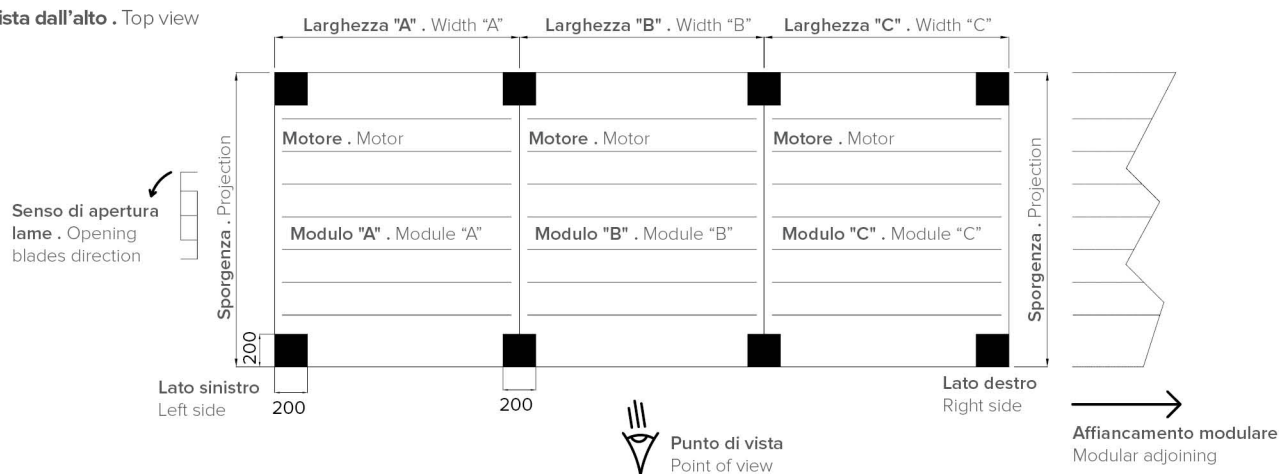 ista dall'alto . Top view
Larghezza "A" . Width “A”
Larghezza "B" . Width “B”
Larghezza "C" . Width “C”
Motore . Motor
Motore . Motor
Motore . Motor
Sporgenza . Projection
Sporgenza . Projection
Senso di apertura
lame . Opening
blades direction
Modulo "A" . Module “A”
Modulo "B" . Module “B”
Modulo "C" . Module “C”
200
Lato sinistro
Left side
200
200
Lato destro
Right side
Punto di vista
Point of view
Affiancamento modulare
Modular adjoining